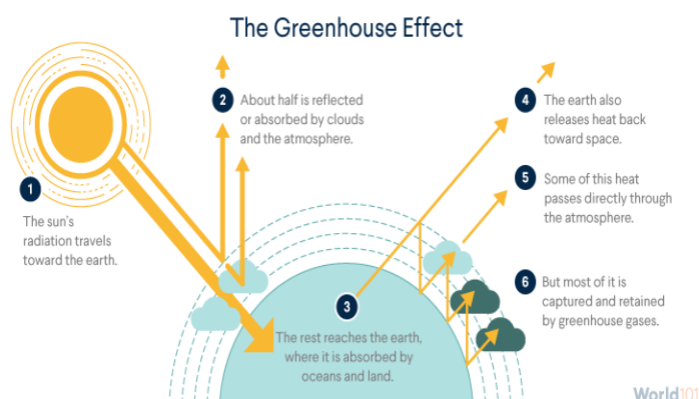 The Greenhouse Effect
1
The sun's
radiation travels
toward the earth.
2
About half is reflected
or absorbed by clouds
and the atmosphere.
3
The rest reaches the earth,
where it is absorbed by
oceans and land.
4
The earth also
releases heat back
toward space.
5
Some of this heat
passes directly through
the atmosphere.
6
But most of it is
captured and retained
by greenhouse gases.
World101